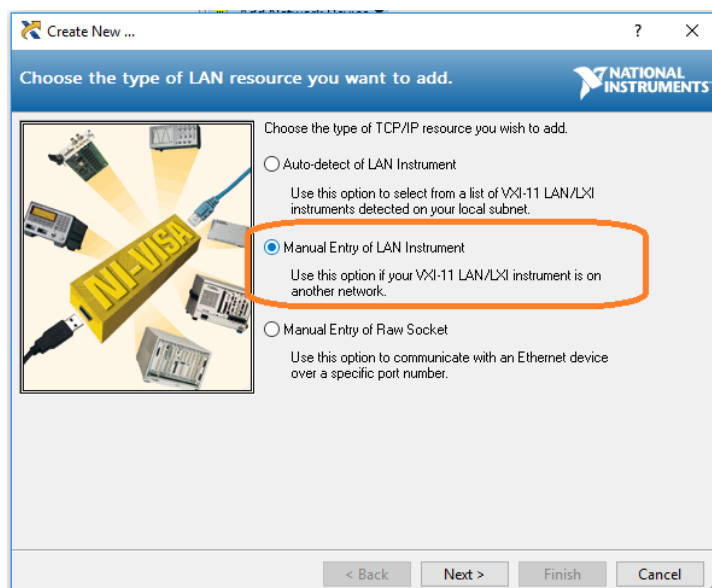 Add Network Device
Create New ...
?
Choose the type of LAN resource you want to add.
NATIONAL
INSTRUMENTS
Choose the type of TCP/IP resource you wish to add.
Auto-detect of LAN Instrument
Use this option to select from a list of VXI-11 LAN/LXI
instruments detected on your local subnet.
NI-VISA
Manual Entry of LAN Instrument
Use this option if your VXI-11 LAN/LXI instrument is on
another network.
Manual Entry of Raw Socket
Use this option to communicate with an Ethernet device
over a specific port number.
< Back
Next >
Finish
Cancel